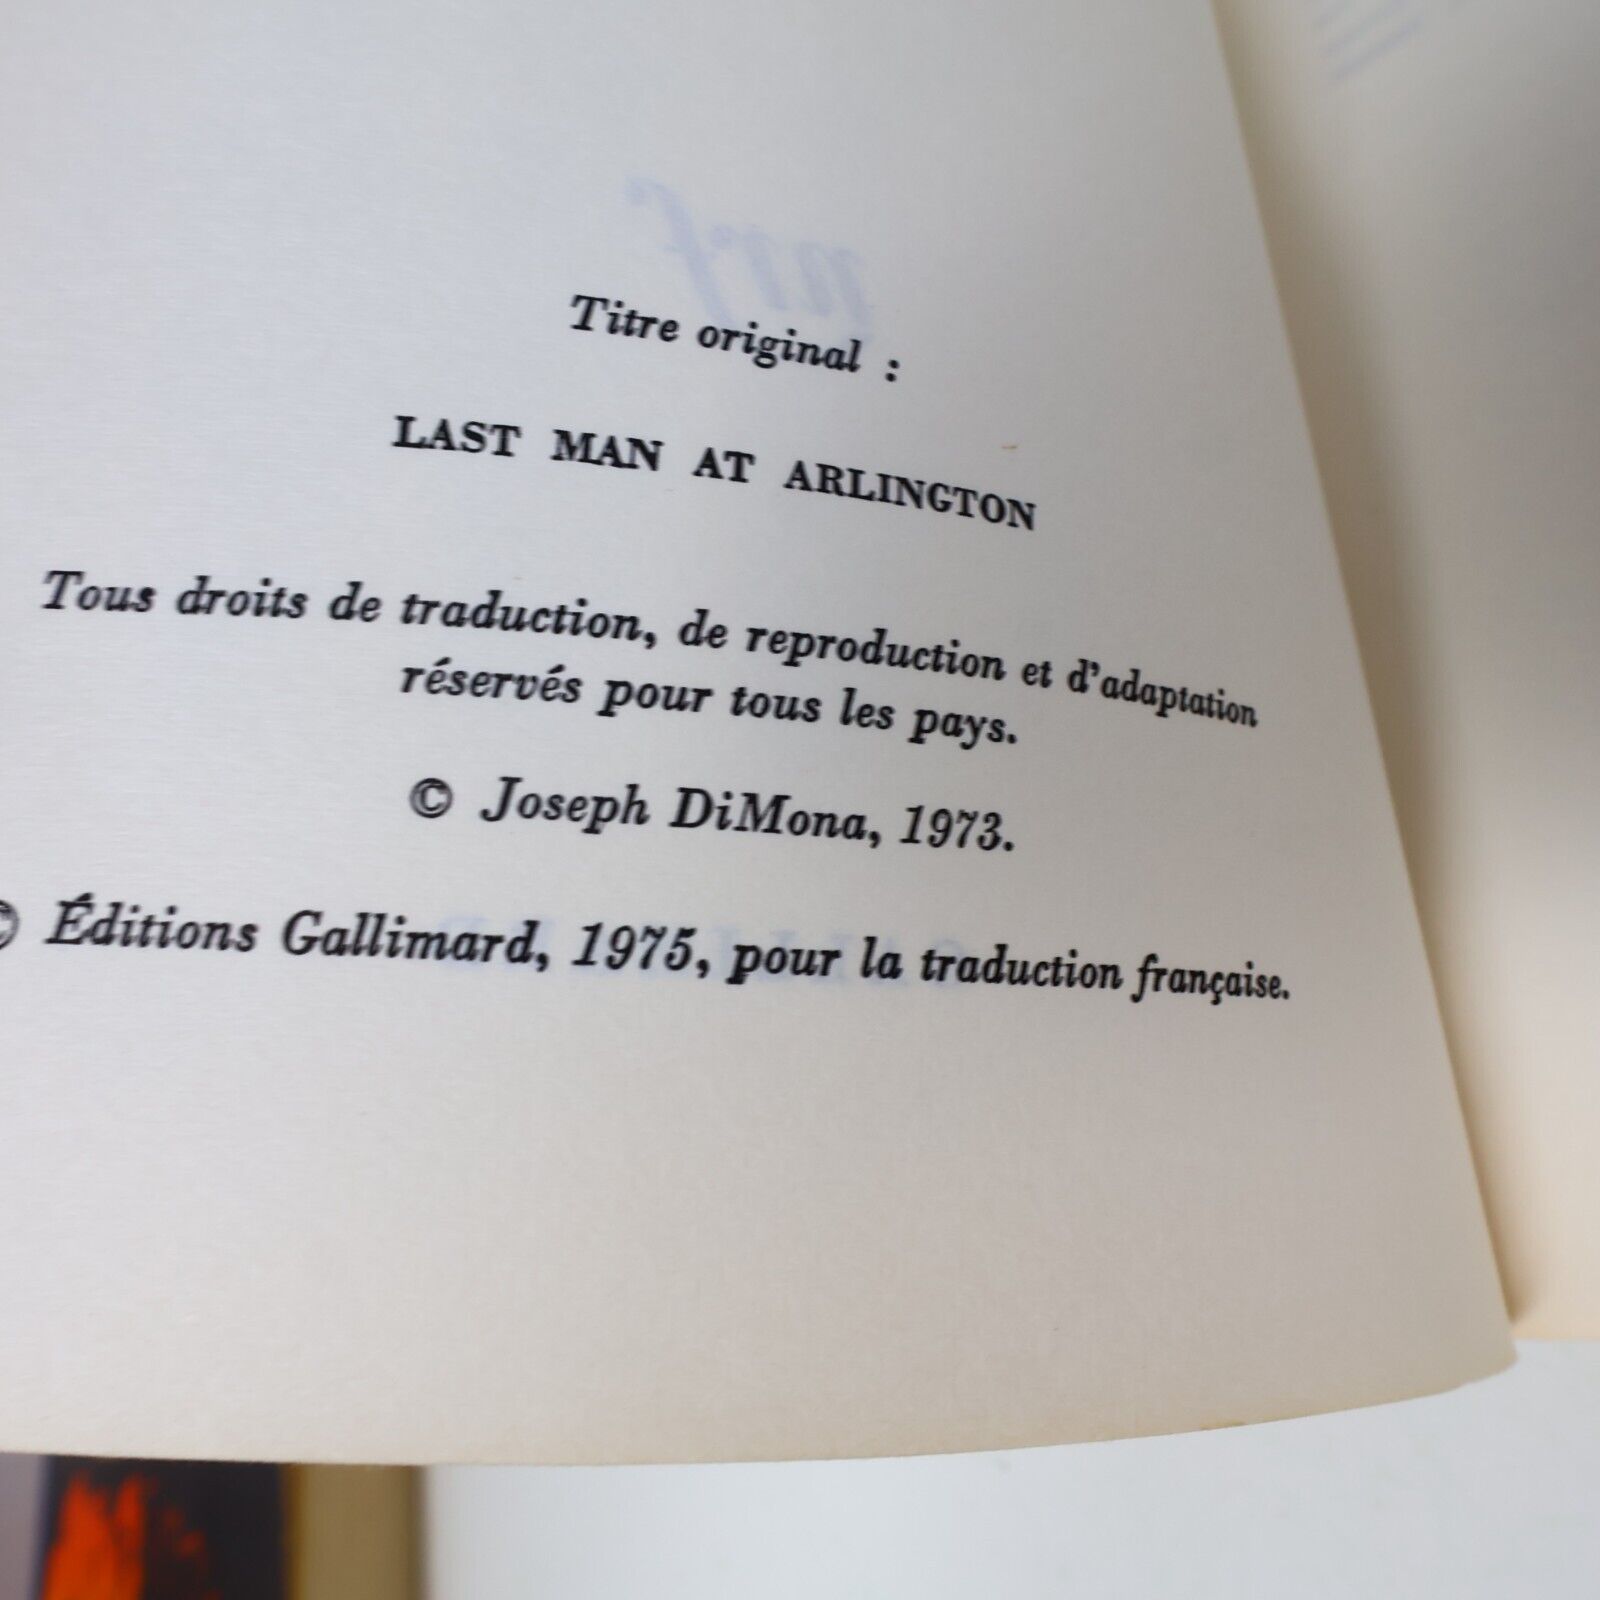 nrf
Titre original :
LAST MAN AT ARLINGTON
Tous droits de traduction, de reproduction et d'adaptation
réservés pour tous les pays.
© Joseph DiMona, 1973.
© Éditions Gallimard, 1975, pour la traduction française.